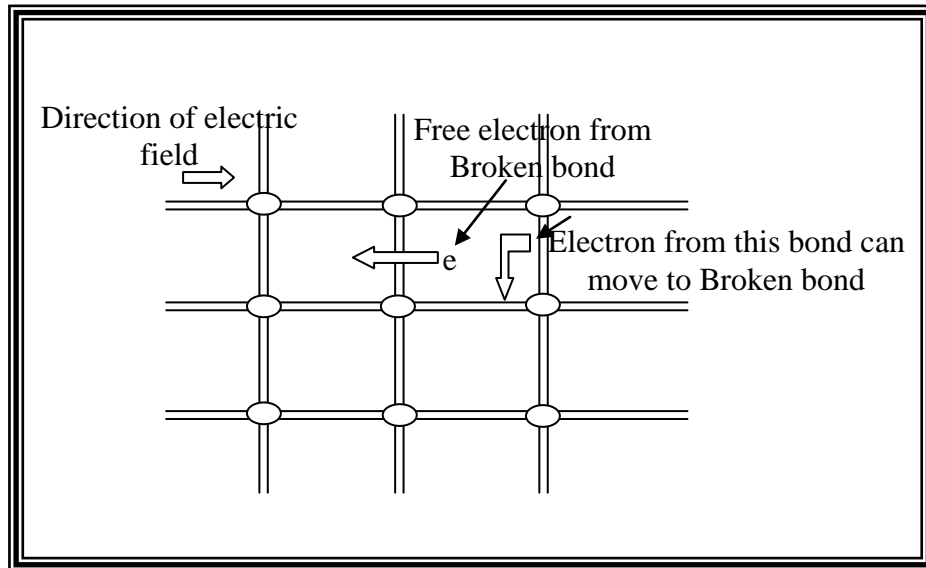 Direction of electric
field
Free electron from
Broken bond
e
Electron from this bond can
move to Broken bond